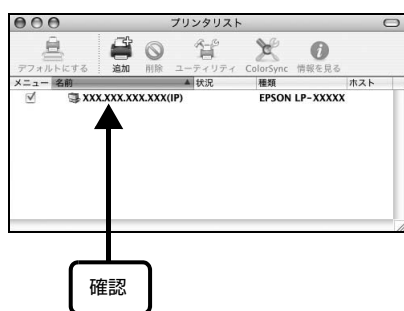 プリンタリスト
デフォルトにする 追加 削除 ユーティリティ ColorSync 情報を見る
メニュー 名前 状況 種類 ホスト
XXX.XXX.XXX.XXX(IP) EPSON LP-XXXXX
確認